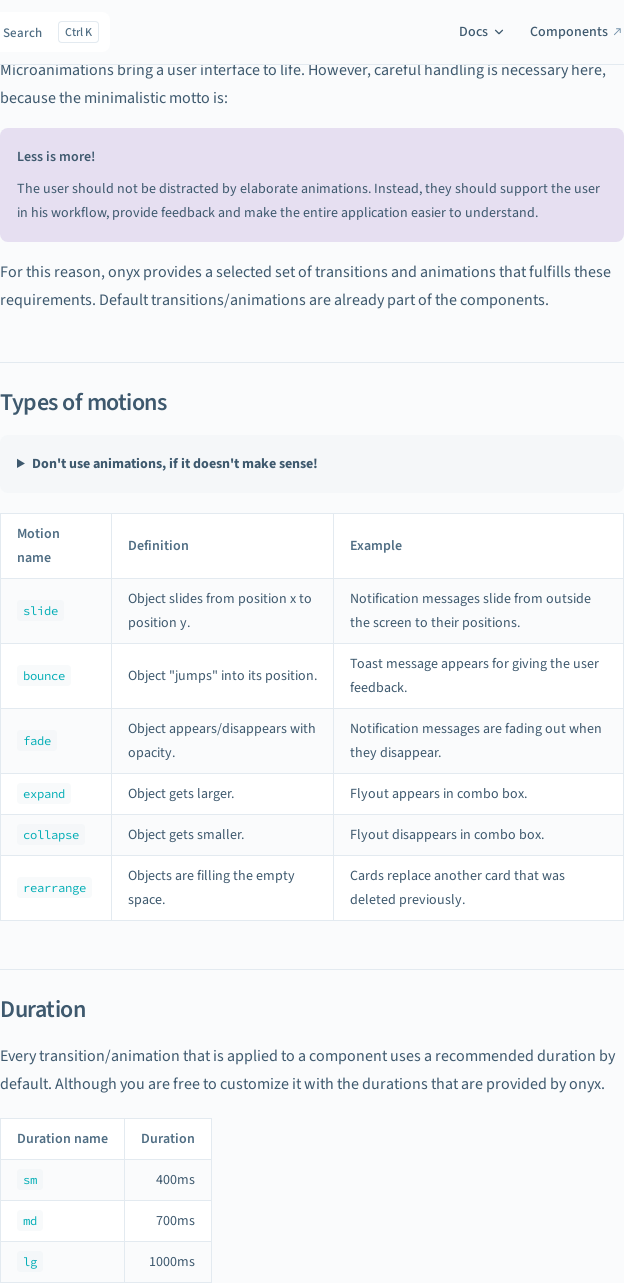 Search Ctrl K Docs Components ↗
Microanimations bring a user interface to life. However, careful handling is necessary here,
because the minimalistic motto is:
Less is more!
The user should not be distracted by elaborate animations. Instead, they should support the user
in his workflow, provide feedback and make the entire application easier to understand.
For this reason, onyx provides a selected set of transitions and animations that fulfills these
requirements. Default transitions/animations are already part of the components.
Types of motions
Don't use animations, if it doesn't make sense!
Motion
name
Definition
Example
slide
Object slides from position x to
position y.
Notification messages slide from outside
the screen to their positions.
bounce
Object "jumps" into its position.
Toast message appears for giving the user
feedback.
fade
Object appears/disappears with
opacity.
Notification messages are fading out when
they disappear.
expand
Object gets larger.
Flyout appears in combo box.
collapse
Object gets smaller.
Flyout disappears in combo box.
rearrange
Objects are filling the empty
space.
Cards replace another card that was
deleted previously.
Duration
Every transition/animation that is applied to a component uses a recommended duration by
default. Although you are free to customize it with the durations that are provided by onyx.
Duration name Duration
sm 400ms
md 700ms
lg 1000ms